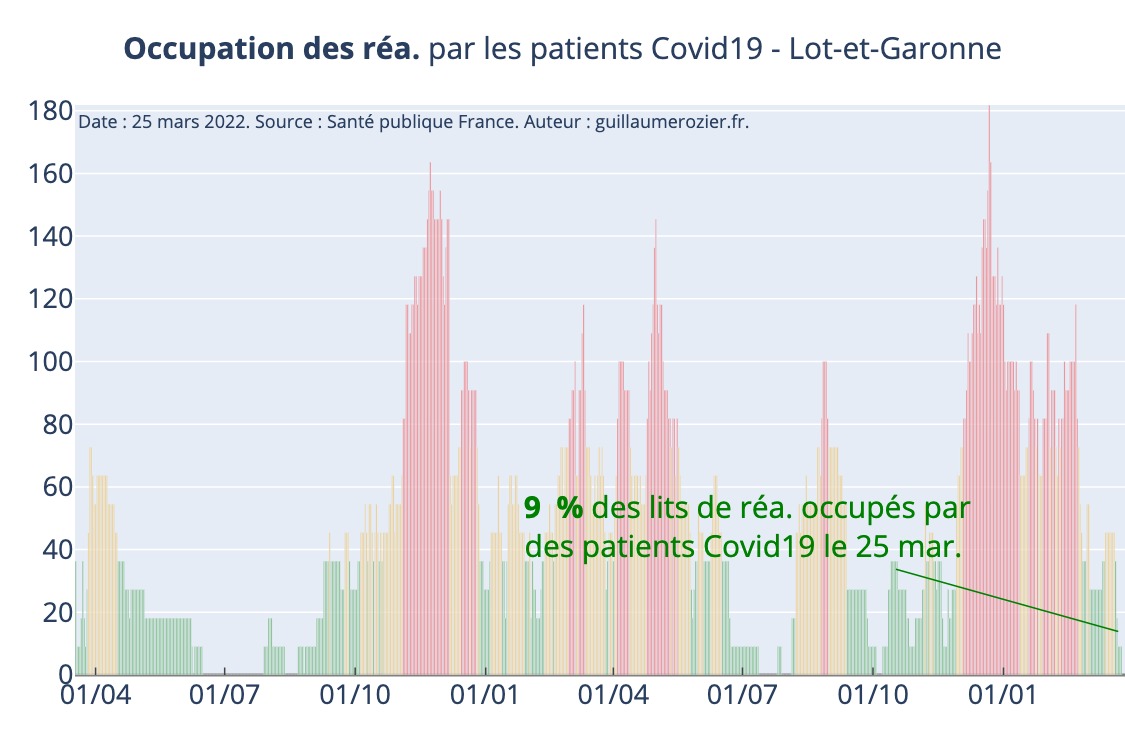 Occupation des réa. par les patients Covid19 - Lot-et-Garonne
180
Date : 25 mars 2022. Source : Santé publique France. Auteur : guillaumerozier.fr.
160
140
120
100
80
60
9 % des lits de réa. occupés par
des patients Covid19 le 25 mar.
40
20
0
01/04 01/07 01/10 01/01 01/04 01/07 01/10 01/01